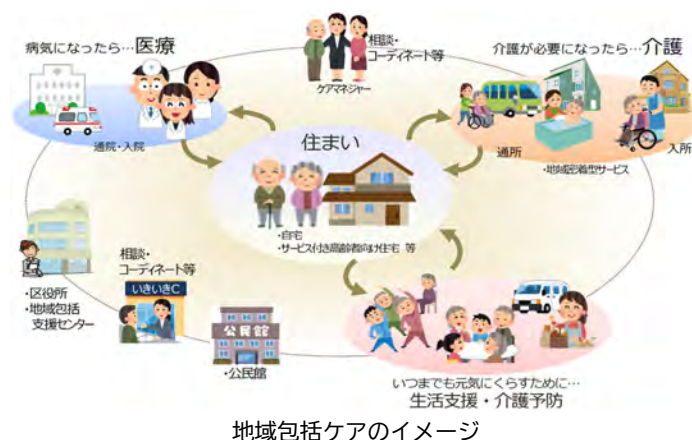 病気になったら…医療
通院・入院
相談・
コーディネート等
ケアマネジャー
介護が必要になったら…介護
通所
入所
・地域密着型サービス
住まい
・自宅
・サービス付き高齢者向け住宅 等
・区役所
・地域包括
支援センター
相談・
コーディネート等
いきいきC
公民館
・公民館
いつまでも元気にくらすために…
生活支援・介護予防
地域包括ケアのイメージ